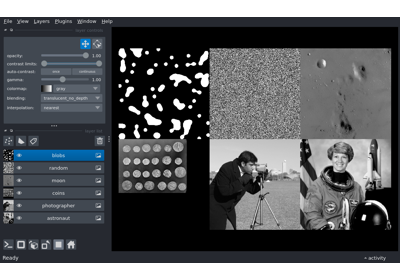 File View Layers Plugins Window Help
opacity: 1.00
contrast limits:
auto-contrast: once continuous
gamma: 1.00
colormap: gray
blending: translucent_no_depth
interpolation: nearest
blobs
random
moon
coins
photographer
astronaut
Ready activity